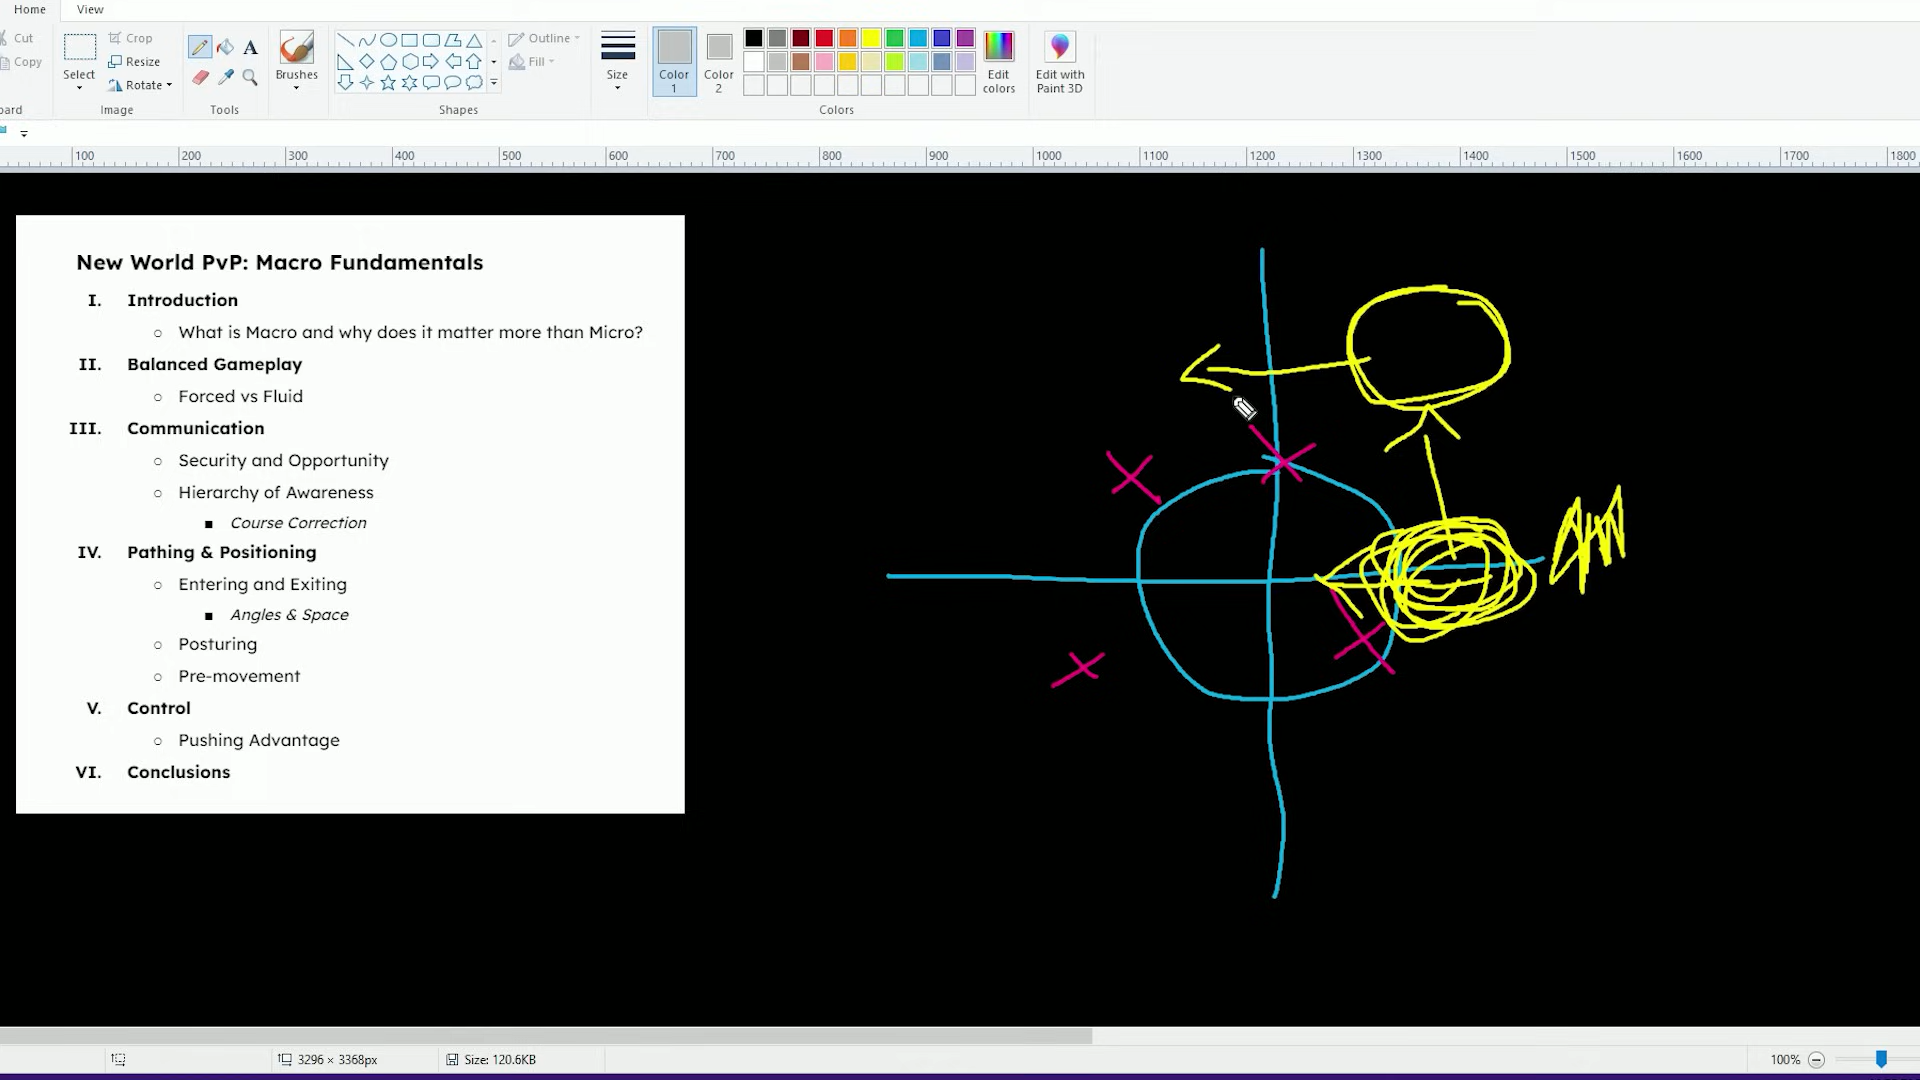 Home View
Cut
Copy
Select
Crop
Resize
Rotate
Image
A
Tools
Brushes
Outline
Fill
Shapes
Size
Color 1
Color 2
Colors
Edit colors
Edit with Paint 3D
100 200 300 400 500 600 700 800 900 1000 1100 1200 1300 1400 1500 1600 1700 1800
New World PvP: Macro Fundamentals
I. Introduction
What is Macro and why does it matter more than Micro?
II. Balanced Gameplay
Forced vs Fluid
III. Communication
Security and Opportunity
Hierarchy of Awareness
Course Correction
IV. Pathing & Positioning
Entering and Exiting
Angles & Space
Posturing
Pre-movement
V. Control
Pushing Advantage
VI. Conclusions
3296 × 3368px
Size: 120.6KB
100%